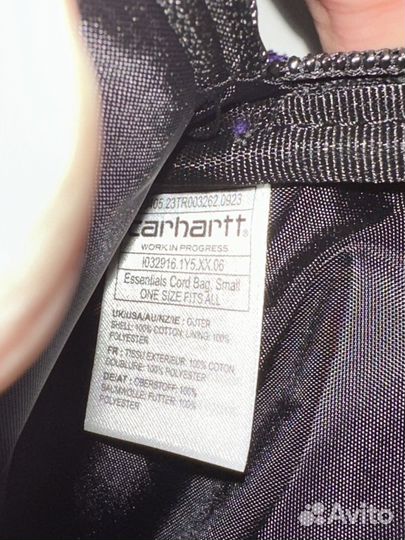 05.23TR003262.0923
carhartt
WORK IN PROGRESS
I032916.1Y5.XX.06
Essentials Cord Bag, Small
ONE SIZE FITS ALL
UK/USA/AU/NZ/IE : OUTER
SHELL: 100% COTTON; LINING: 100%
POLYESTER
FR : TISSU EXTERIEUR: 100% COTON
DOUBLURE: 100% POLYESTER
DE/AT : OBERSTOFF: 100%
BAUMWOLLE; FUTTER: 100%
POLYESTER
Avito